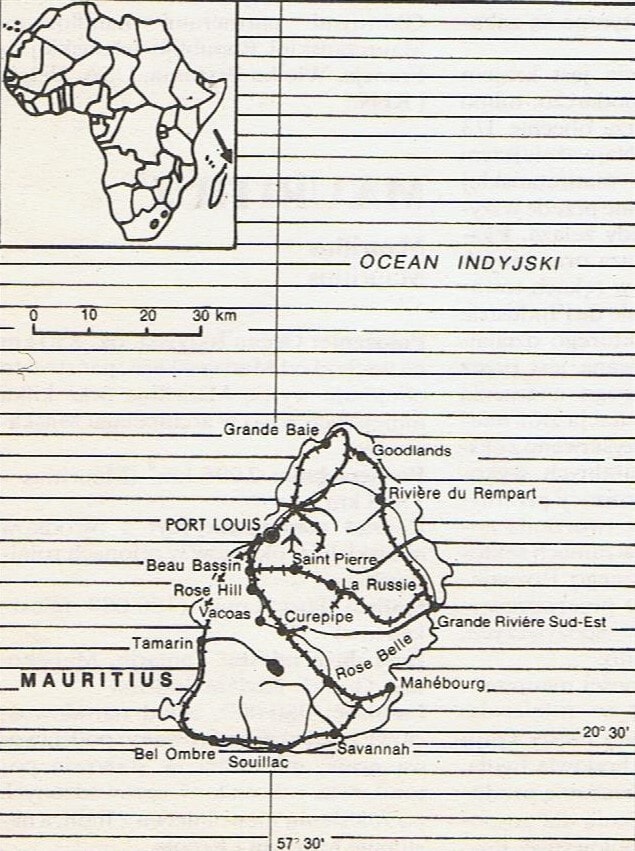 OCEAN INDYJSKI
0 10 20 30 km
Grande Baie
Goodlands
Rivière du Rempart
PORT LOUIS
Beau Bassin
Saint Pierre
Rose Hill
La Russie
Vacoas
Curepipe
Grande Riviére Sud-Est
Tamarin
Rose Belle
MAURITIUS
Mahébourg
20° 30'
Savannah
Bel Ombre
Souillac
57° 30'